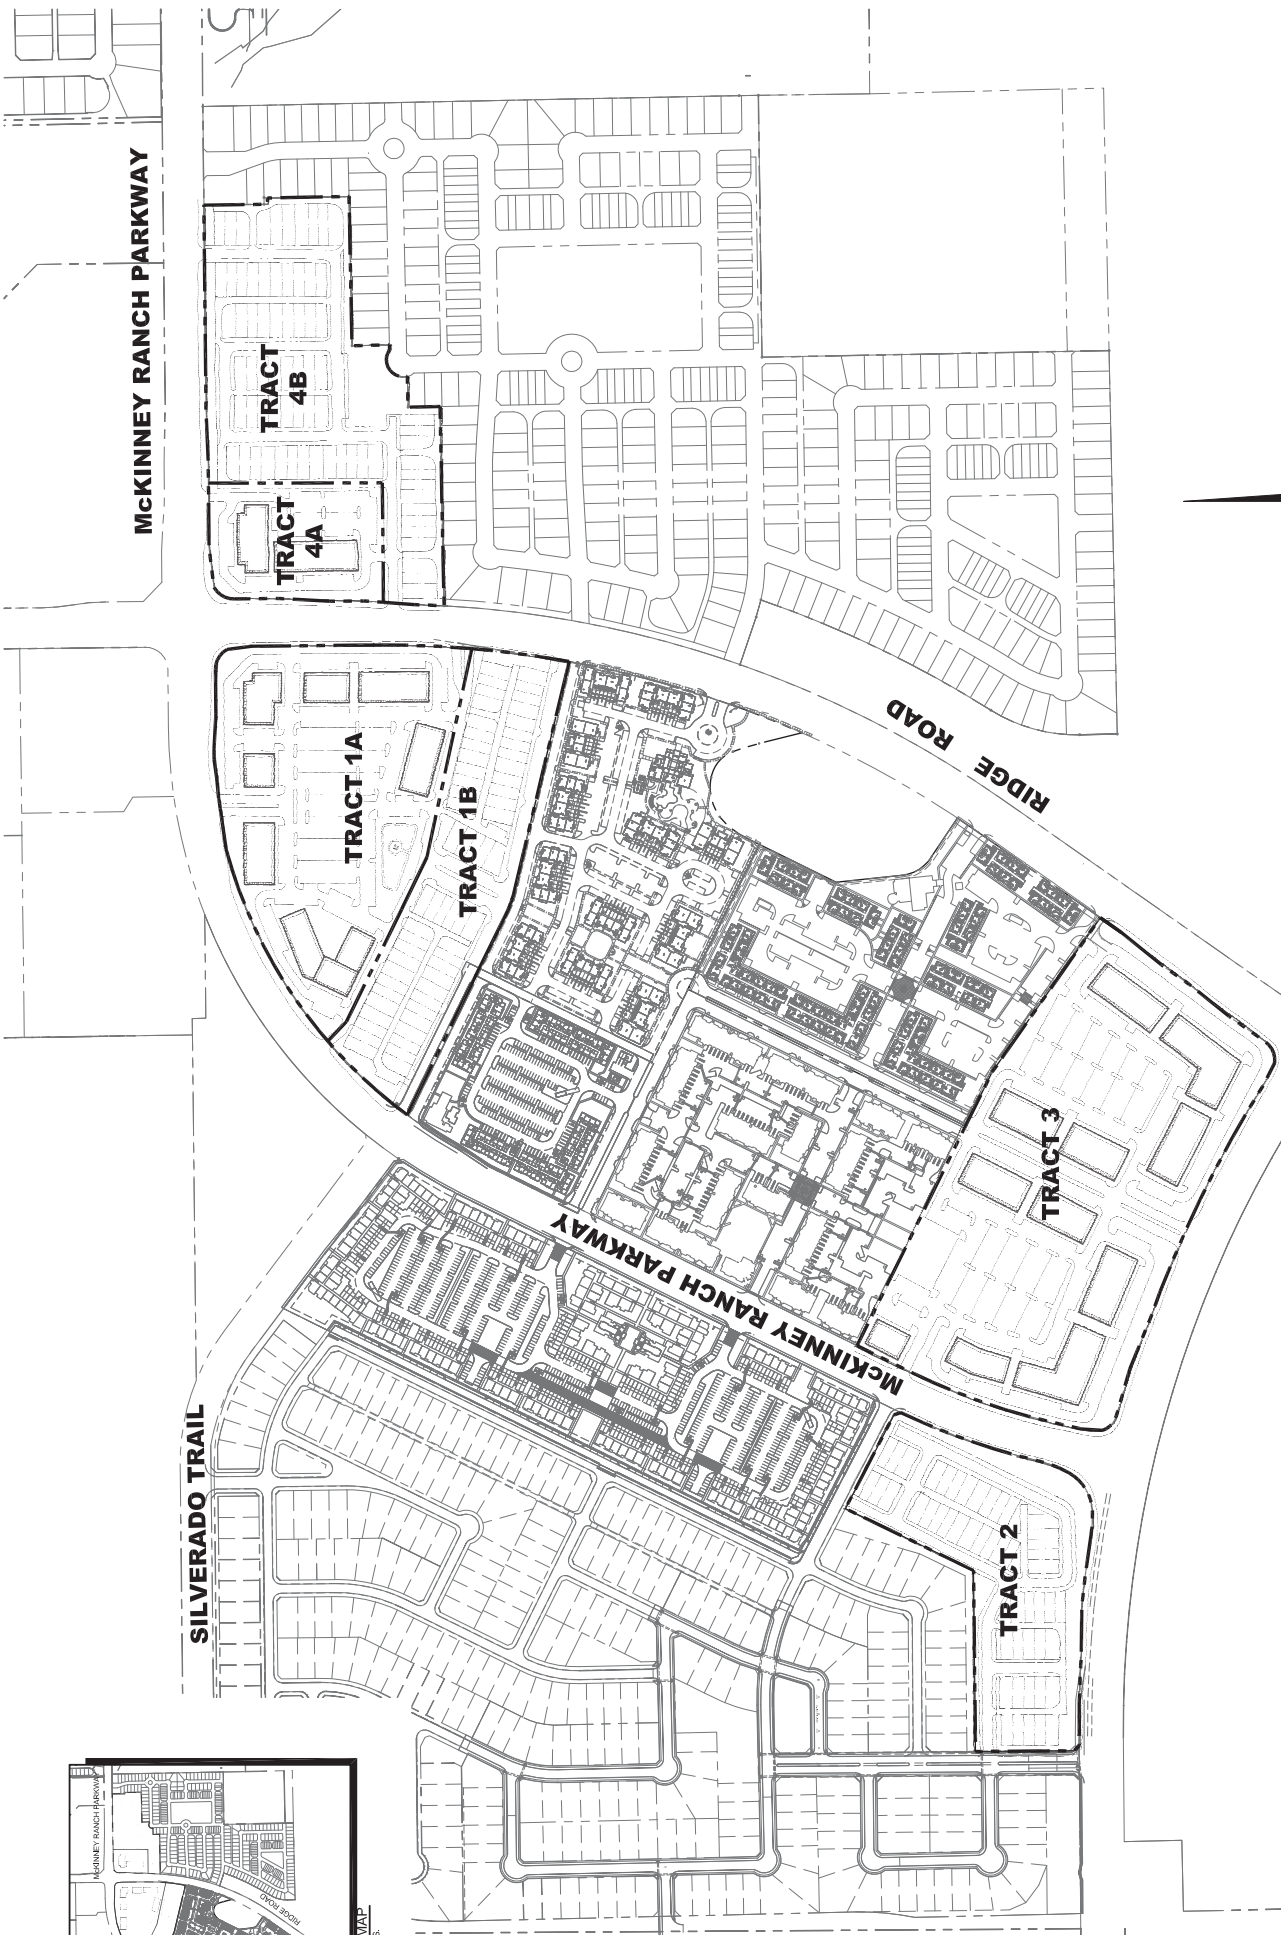 McKINNEY RANCH PARKWAY
TRACT
4B
TRACT
4A
TRACT 1A
TRACT 1B
RIDGE ROAD
TRACT 3
McKINNEY RANCH PARKWAY
SILVERADO TRAIL
TRACT 2
McKINNEY RANCH PARKWAY
RIDGE ROAD
MAP